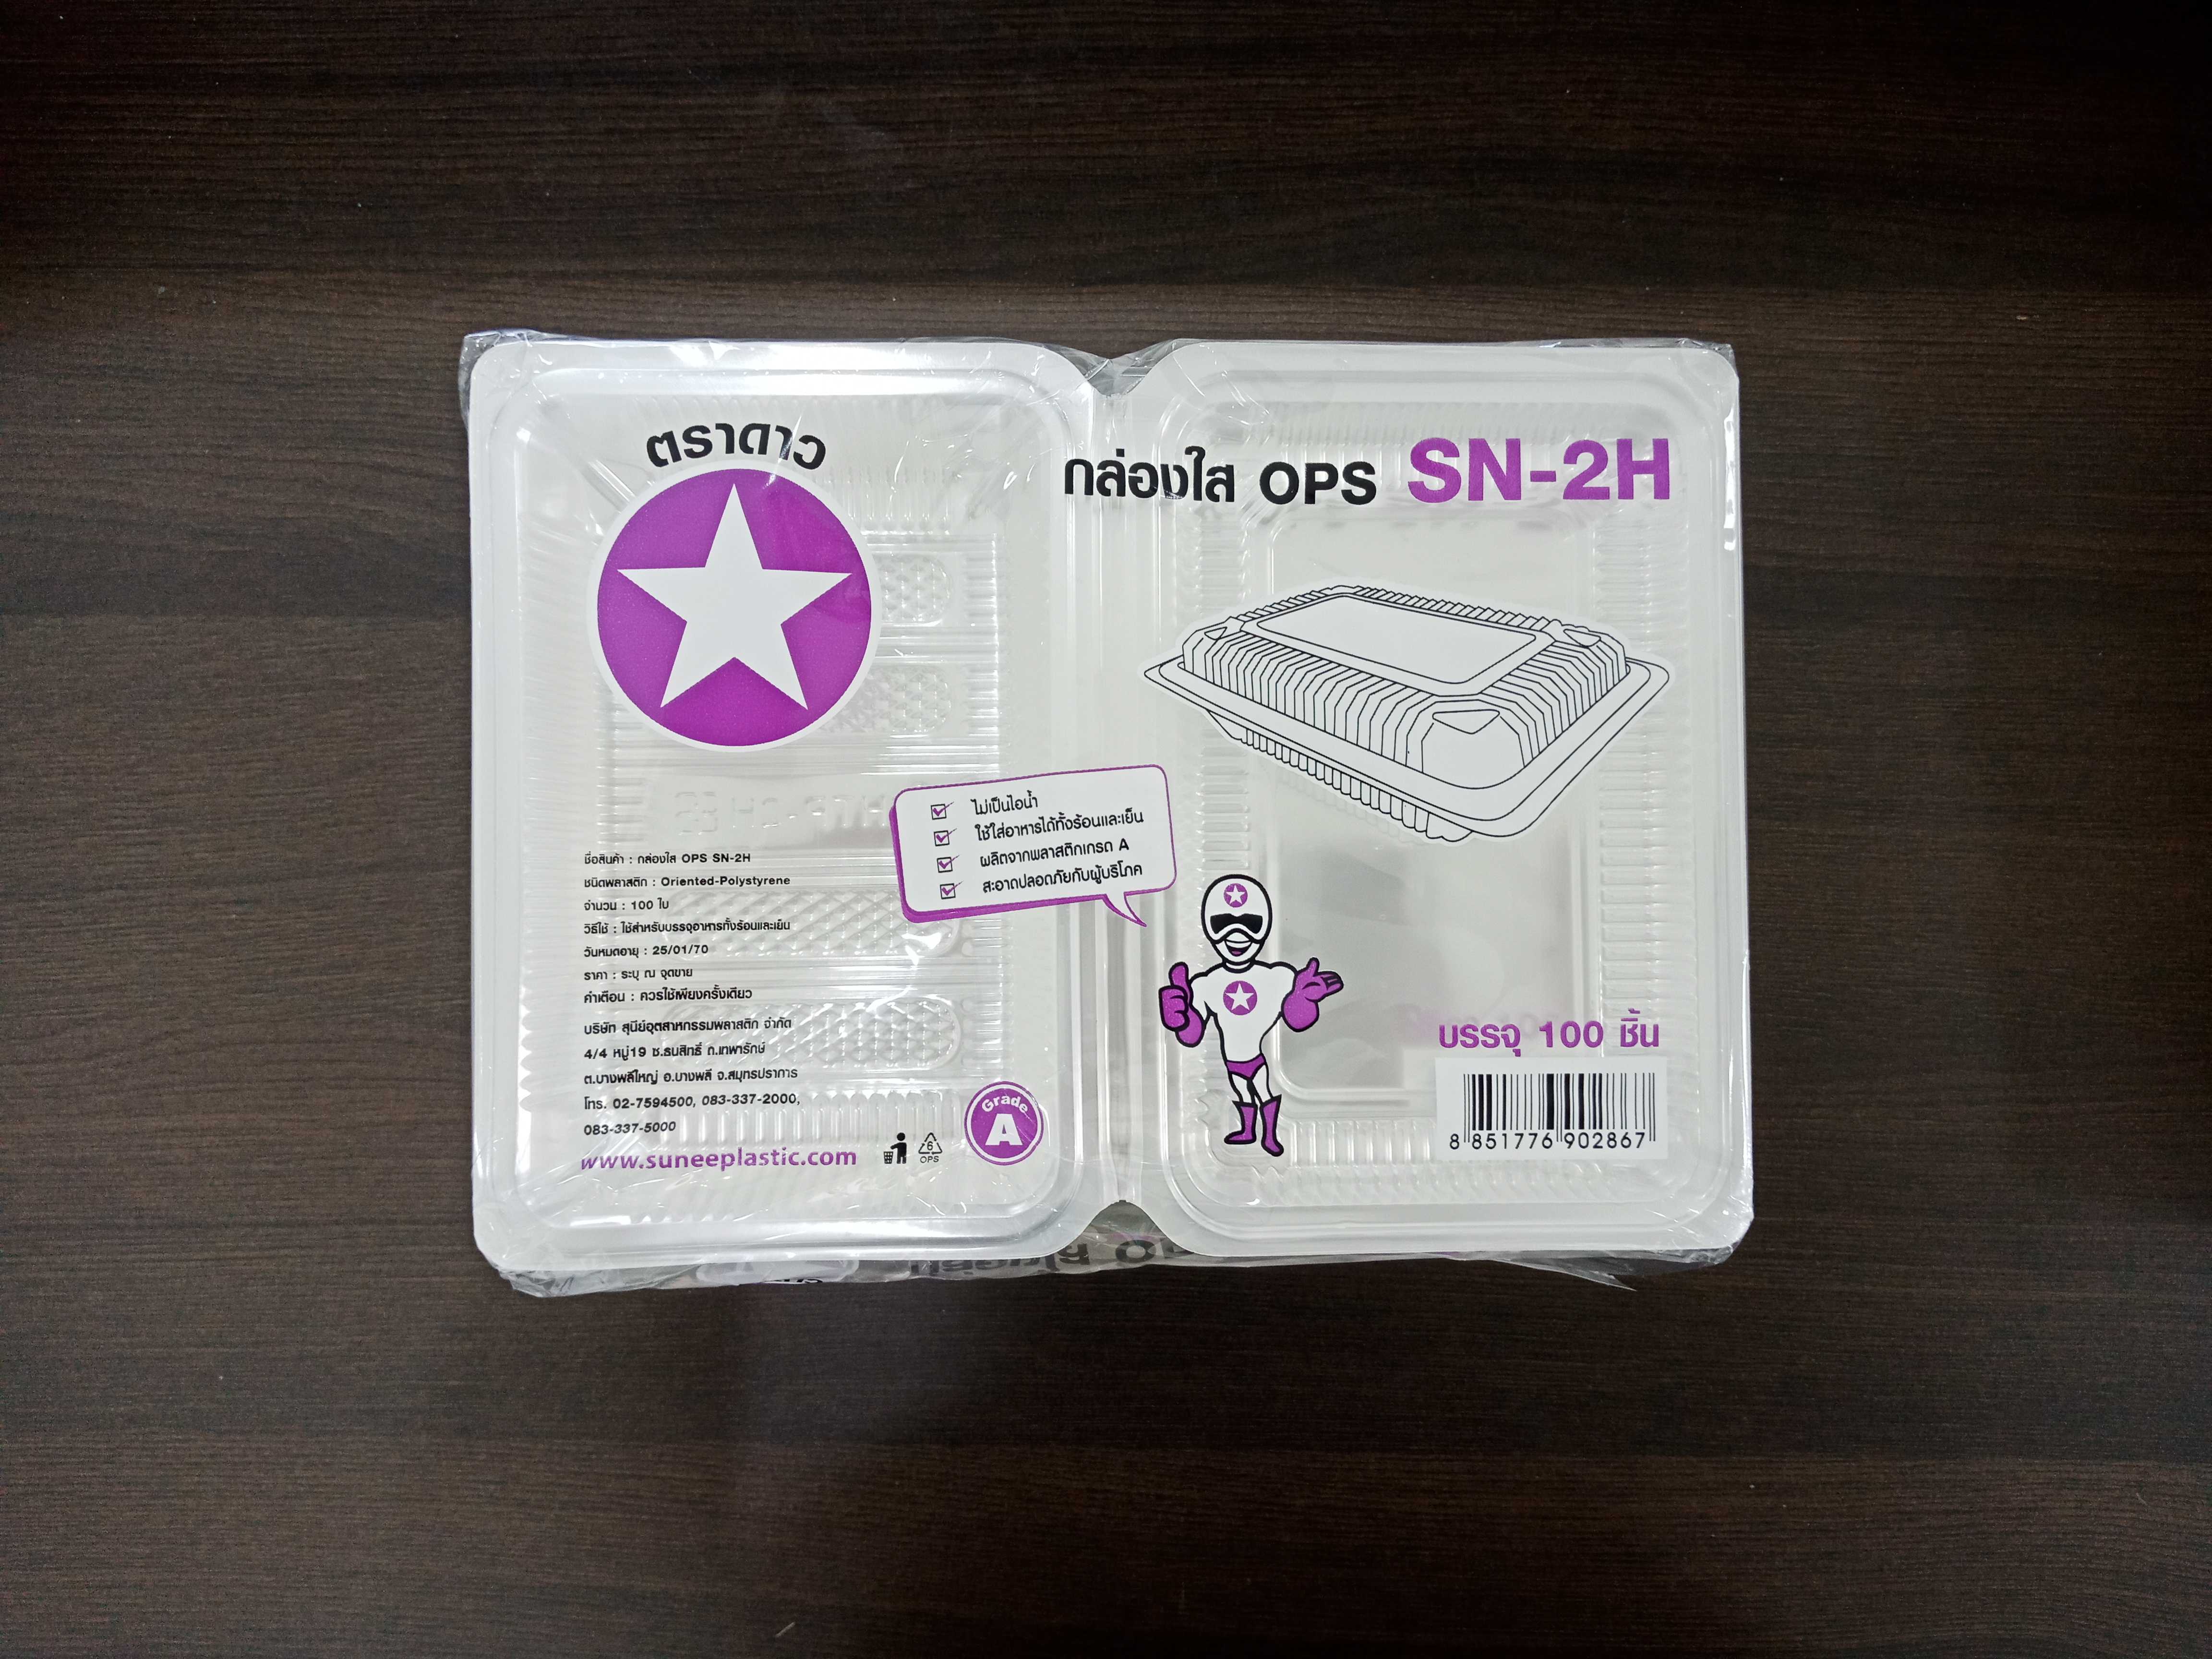 ตราดาว
กล่องใส OPS SN-2H
ไม่เป็นไอน้ำ
ใช้ใส่อาหารได้ทั้งร้อนและเย็น
ผลิตจากพลาสติกเกรด A
สะอาดปลอดภัยกับผู้บริโภค
ชื่อสินค้า : กล่องใส OPS SN-2H
ชนิดพลาสติก : Oriented-Polystyrene
จำนวน : 100 ใบ
วิธีใช้ : ใช้สำหรับบรรจุอาหารทั้งร้อนและเย็น
วันหมดอายุ : 25/01/70
ราคา : ระบุ ณ จุดขาย
คำเตือน : ควรใช้เพียงครั้งเดียว
บริษัท สุนีย์อุตสาหกรรมพลาสติก จำกัด
4/4 หมู่19 ซ.ธนสิทธิ์ ถ.เทพารักษ์
ต.บางพลีใหญ่ อ.บางพลี จ.สมุทรปราการ
โทร. 02-7594500, 083-337-2000,
083-337-5000
www.suneeplastic.com
6
OPS
Grade
A
บรรจุ 100 ชิ้น
8 851776 902867